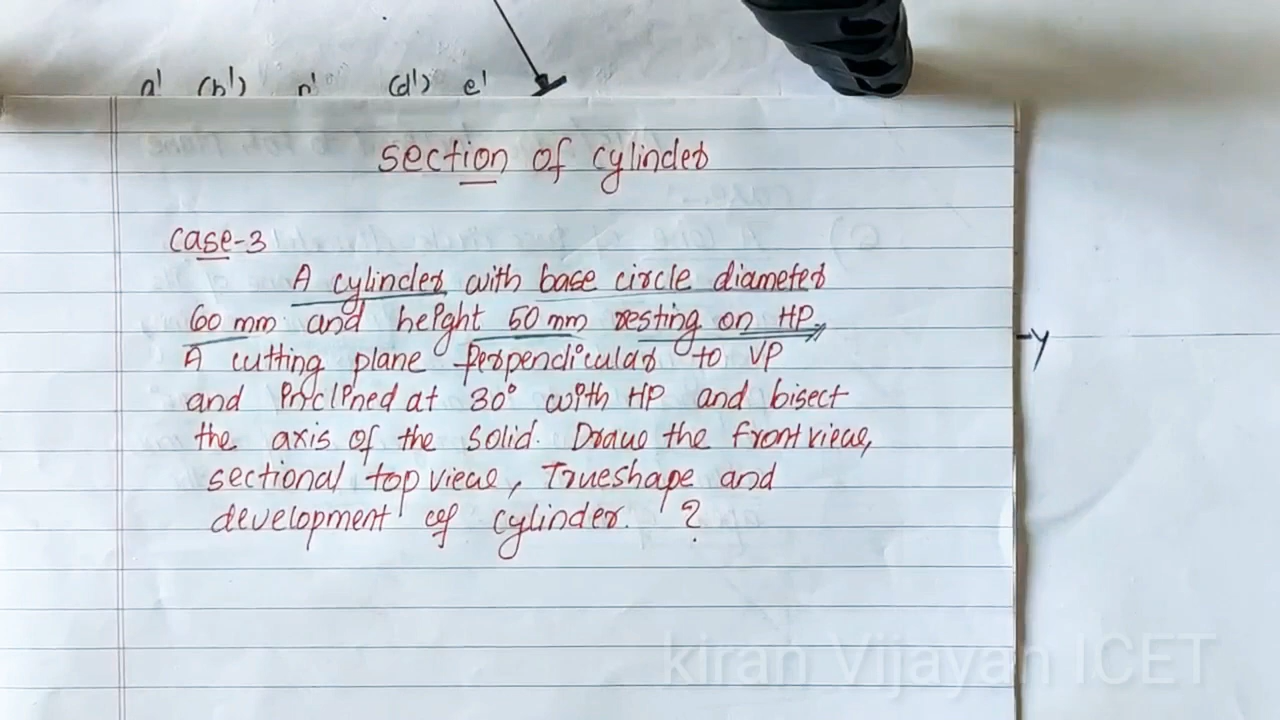 a' (b') n' (d') e'
section of cylinder
case-3
A cylinder with base circle diameter
60 mm and height 50 mm resting on HP.
A cutting plane perpendicular to VP
and inclined at 30° with HP and bisect
the axis of the solid. Draw the front view,
sectional top view, Trueshape and
development of cylinder. ?
y
kiran Vijayan ICET